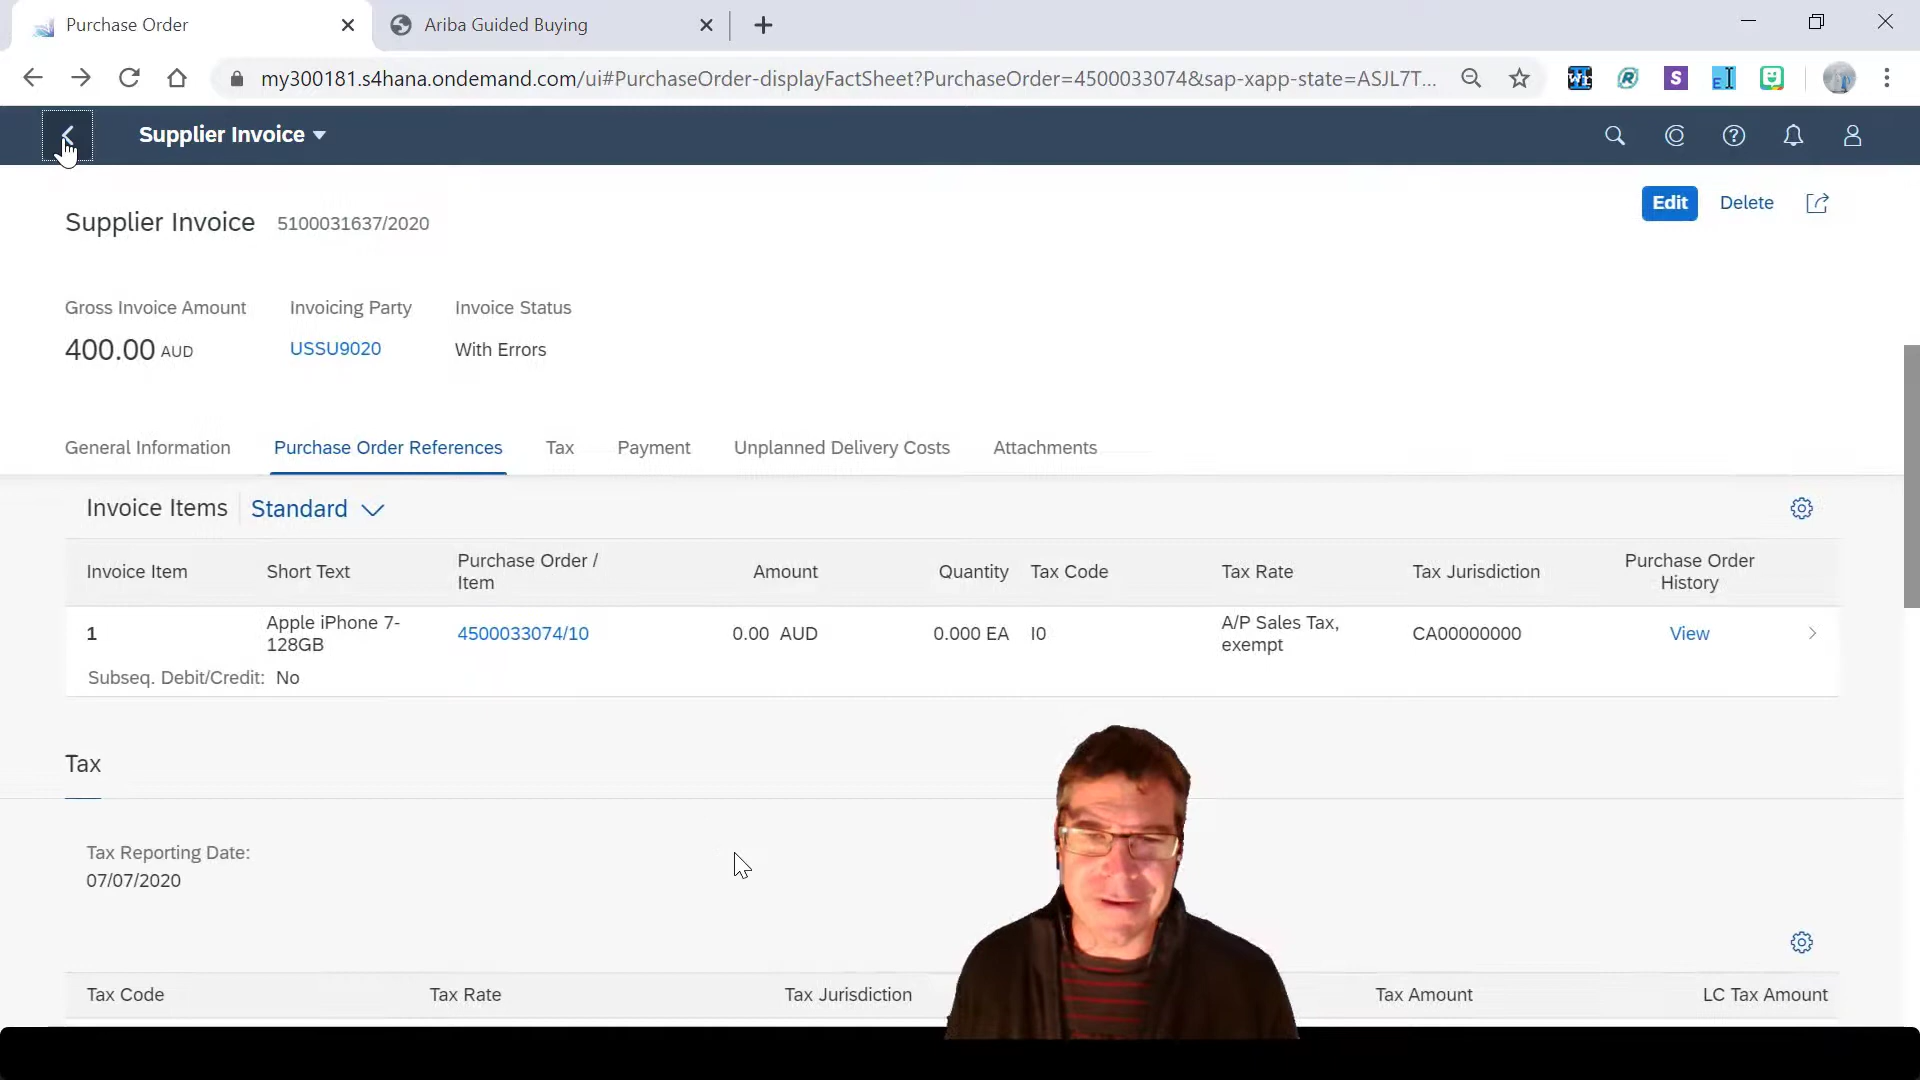 Purchase Order
Ariba Guided Buying
my300181.s4hana.ondemand.com/ui#PurchaseOrder-displayFactSheet?PurchaseOrder=4500033074&sap-xapp-state=ASJL7T...
Supplier Invoice
Supplier Invoice 5100031637/2020
Edit Delete
Gross Invoice Amount Invoicing Party Invoice Status
400.00 AUD USSU9020 With Errors
General Information Purchase Order References Tax Payment Unplanned Delivery Costs Attachments
Invoice Items Standard
Invoice Item Short Text Purchase Order / Item Amount Quantity Tax Code Tax Rate Tax Jurisdiction Purchase Order History
1 Apple iPhone 7-128GB 4500033074/10 0.00 AUD 0.000 EA I0 A/P Sales Tax, exempt CA00000000 View
Subseq. Debit/Credit: No
Tax
Tax Reporting Date:
07/07/2020
Tax Code Tax Rate Tax Jurisdiction Tax Amount LC Tax Amount